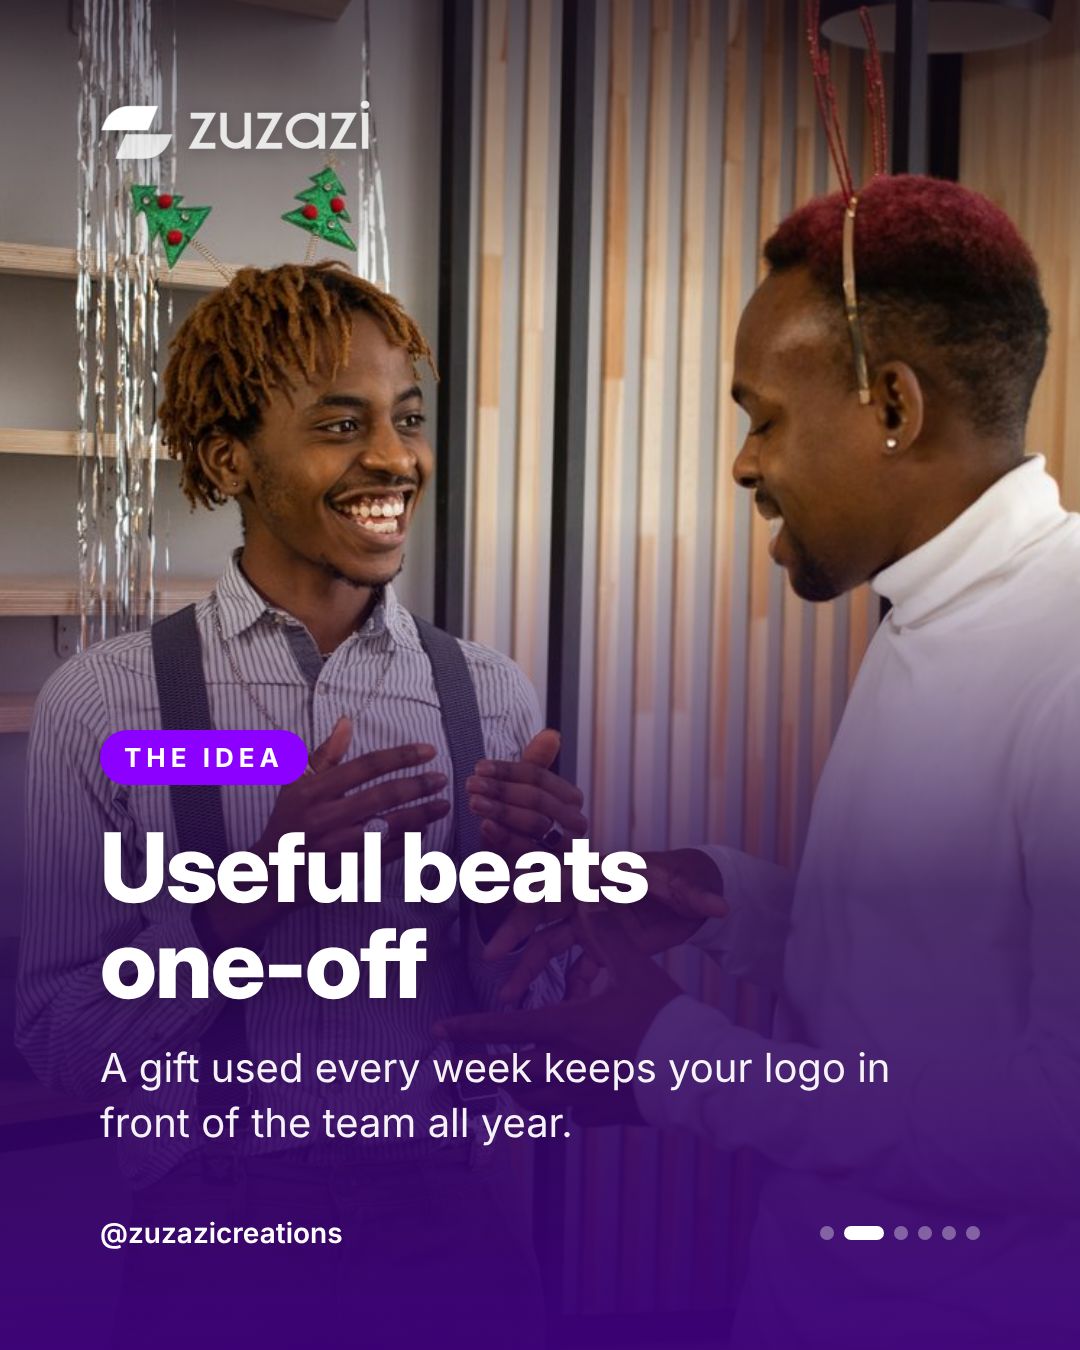 zuzazi
THE IDEA
Useful beats
one-off
A gift used every week keeps your logo in
front of the team all year.
@zuzazicreations